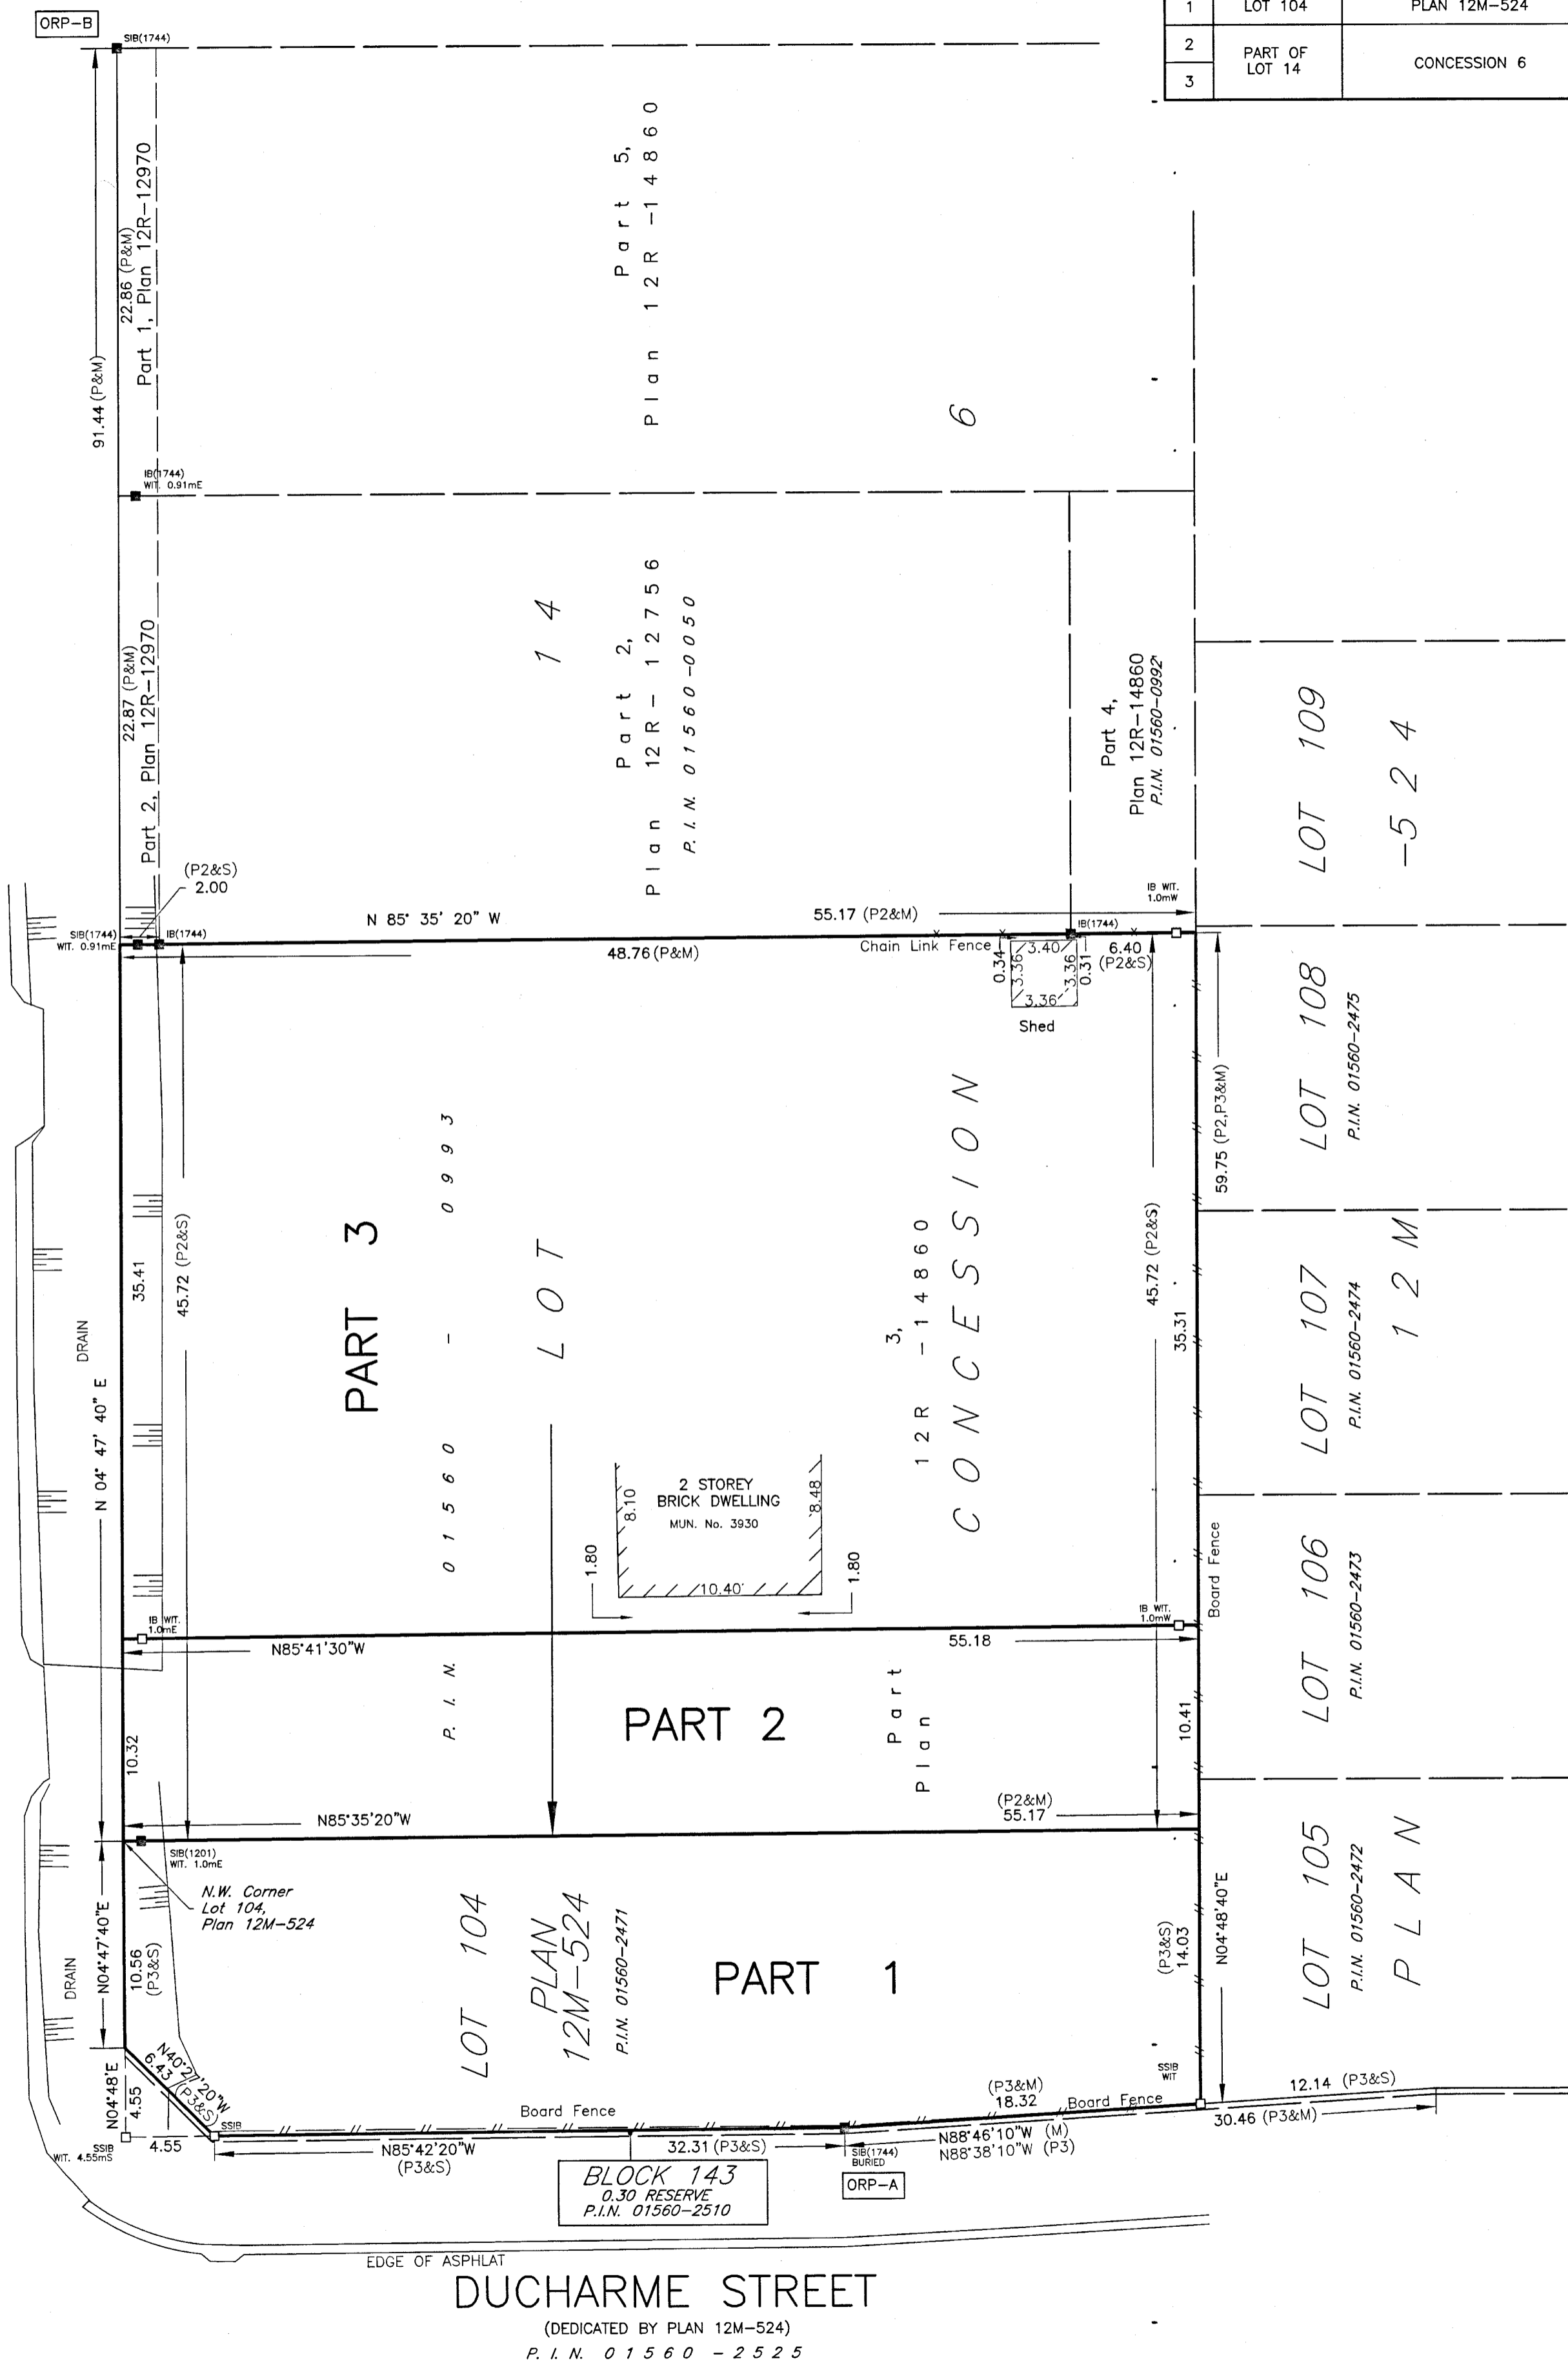 ORP-B
SIB(1744)
1 LOT 104 PLAN 12M-524
2
3
PART OF
LOT 14
CONCESSION 6
91.44 (P&M)
22.86 (P&M)
Part 1, Plan 12R-12970
Part 5,
Plan 12R-14860
6
IB(1744)
WIT. 0.91mE
22.87 (P&M)
Part 2, Plan 12R-12970
14
Part 2,
Plan 12R-12756
P.I.N. 01560-0050
Part 4,
Plan 12R-14860
P.I.N. 01560-0992
LOT 109
-524
(P2&S)
2.00
SIB(1744)
WIT. 0.91mE
IB(1744)
N 85° 35' 20" W
55.17 (P2&M)
IB WIT.
1.0mW
IB(1744)
48.76 (P&M)
Chain Link Fence
0.34
3.40
3.36
3.36
0.31
3.36
Shed
6.40
(P2&S)
59.75 (P2,P3&M)
LOT 108
P.I.N. 01560-2475
45.72 (P2&S)
35.41
PART 3
P.I.N. 01560 - 0993
LOT
Part 3,
Plan 12R-14860
CONCESSION
45.72 (P2&S)
35.31
LOT 107
P.I.N. 01560-2474
12M
DRAIN
N 04° 47' 40" E
2 STOREY
BRICK DWELLING
MUN. No. 3930
8.10
8.48
10.40
1.80
1.80
Board Fence
LOT 106
P.I.N. 01560-2473
IB WIT.
1.0mE
IB WIT.
1.0mW
N85°41'30"W
55.18
10.32
PART 2
10.41
N85°35'20"W
(P2&M)
55.17
SIB(1201)
WIT. 1.0mE
N.W. Corner
Lot 104,
Plan 12M-524
DRAIN
N04°47'40"E
10.56
(P3&S)
LOT 104
PLAN
12M-524
P.I.N. 01560-2471
PART 1
(P3&S)
14.03
N04°48'40"E
LOT 105
P.I.N. 01560-2472
PLAN
N04°48'E
4.55
N40°27'20"W
6.43 (P3&S)
SSIB
4.55
SSIB
WIT. 4.55mS
Board Fence
N85°42'20"W
(P3&S)
32.31 (P3&S)
(P3&M)
18.32
Board Fence
SSIB
WIT
12.14 (P3&S)
30.46 (P3&M)
N88°46'10"W (M)
N88°38'10"W (P3)
SIB(1744)
BURIED
ORP-A
BLOCK 143
0.30 RESERVE
P.I.N. 01560-2510
EDGE OF ASPHLAT
DUCHARME STREET
(DEDICATED BY PLAN 12M-524)
P.I.N. 01560-2525